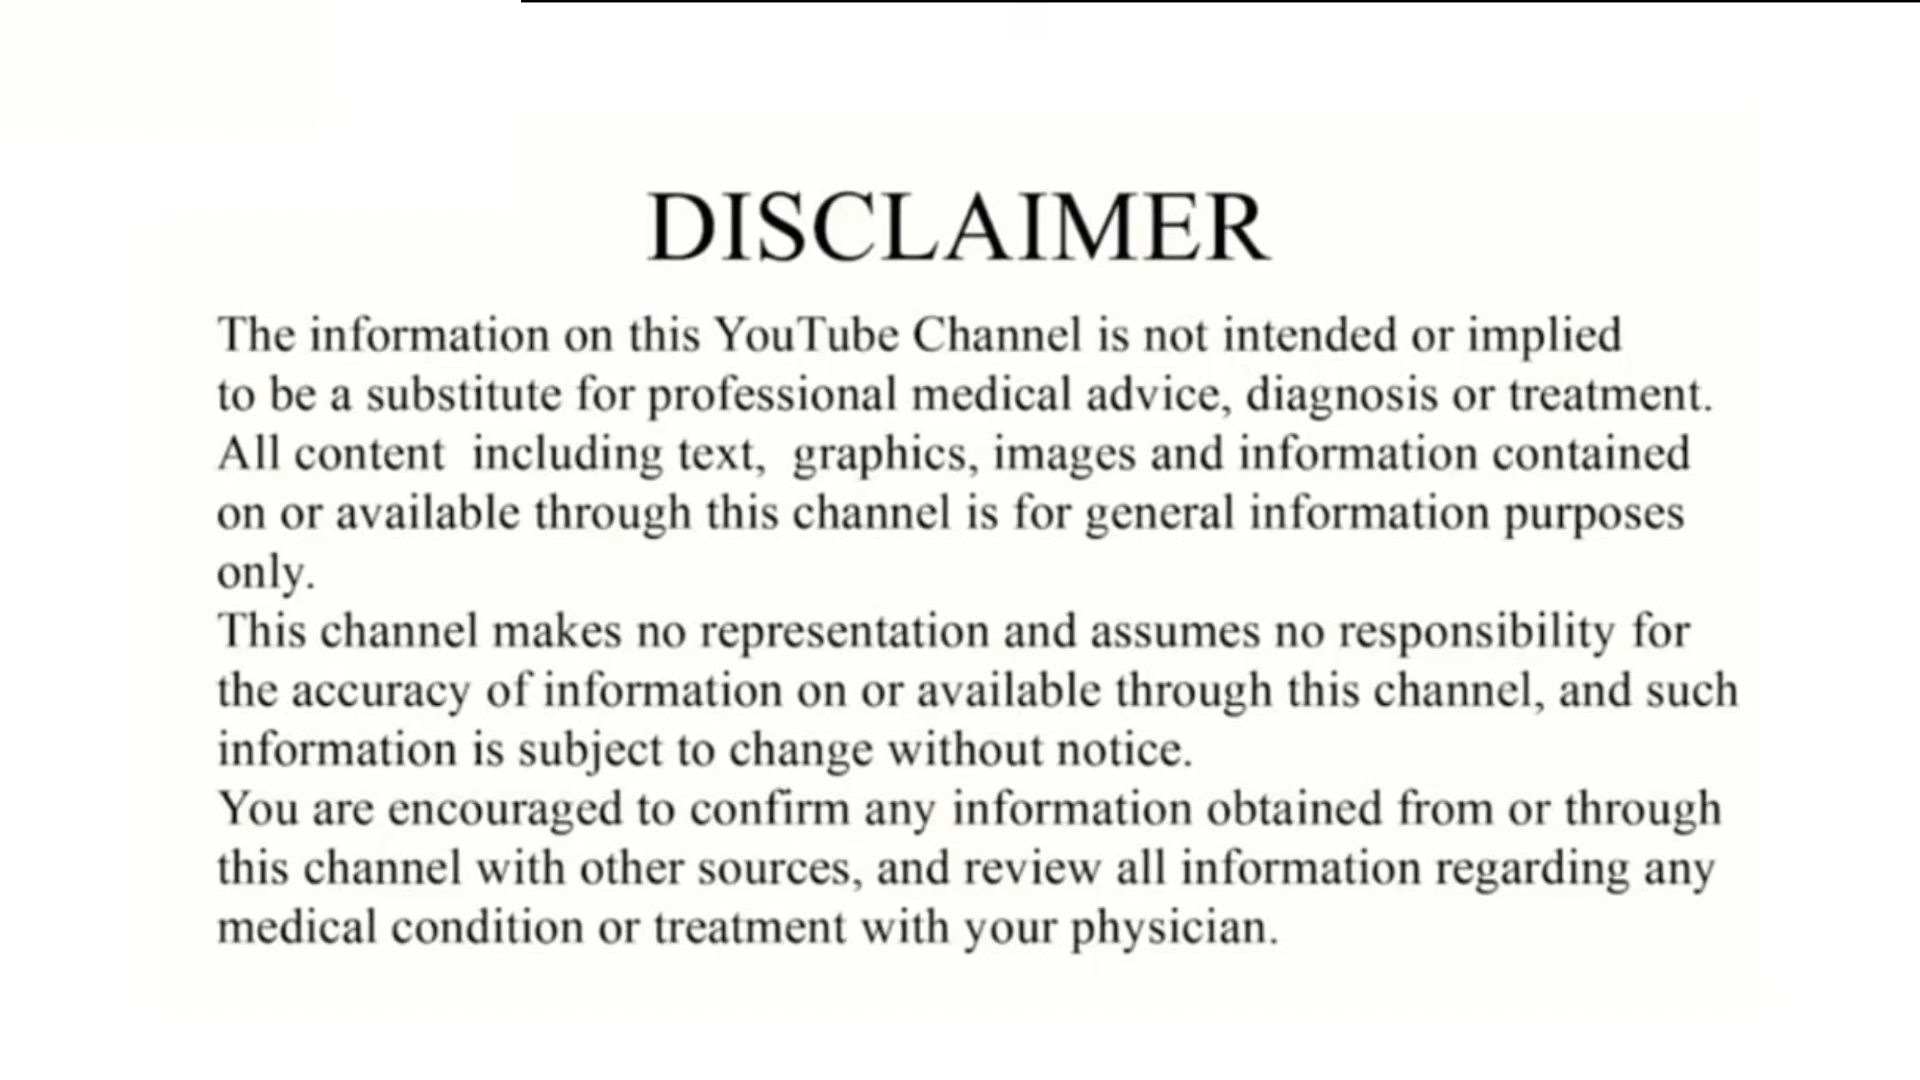 DISCLAIMER
The information on this YouTube Channel is not intended or implied
to be a substitute for professional medical advice, diagnosis or treatment.
All content  including text,  graphics, images and information contained
on or available through this channel is for general information purposes
only.
This channel makes no representation and assumes no responsibility for
the accuracy of information on or available through this channel, and such
information is subject to change without notice.
You are encouraged to confirm any information obtained from or through
this channel with other sources, and review all information regarding any
medical condition or treatment with your physician.